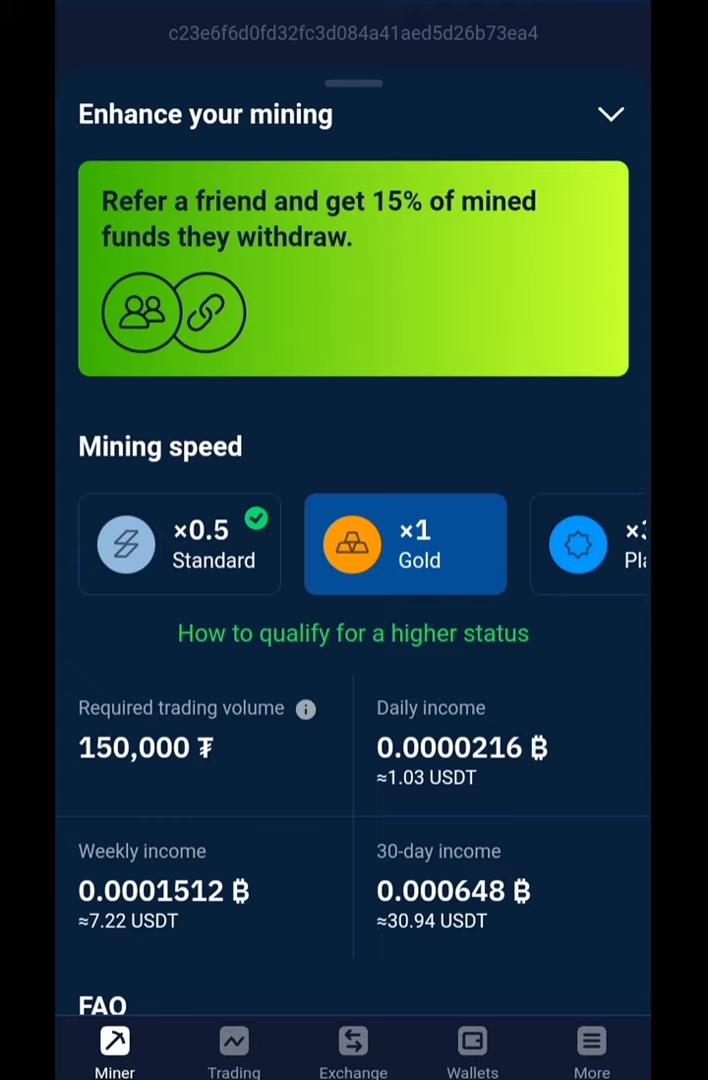 c23e6f6d0fd32fc3d084a41aed5d26b73ea4
Enhance your mining
Refer a friend and get 15% of mined
funds they withdraw.
Mining speed
×0.5
Standard
×1
Gold
How to qualify for a higher status
Required trading volume
150,000 ₮
Daily income
0.0000216 ₿
≈1.03 USDT
Weekly income
0.0001512 ₿
≈7.22 USDT
30-day income
0.000648 ₿
≈30.94 USDT
FAQ
Miner
Trading
Exchange
Wallets
More